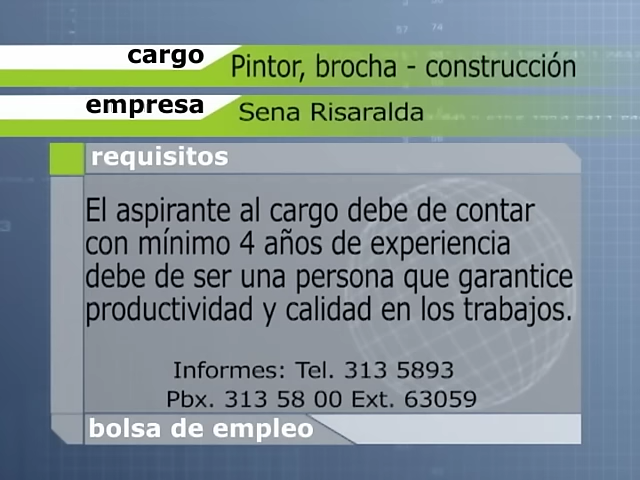 cargo Pintor, brocha - construcción
empresa Sena Risaralda
requisitos
El aspirante al cargo debe de contar
con mínimo 4 años de experiencia
debe de ser una persona que garantice
productividad y calidad en los trabajos.
Informes: Tel. 313 5893
Pbx. 313 58 00 Ext. 63059
bolsa de empleo